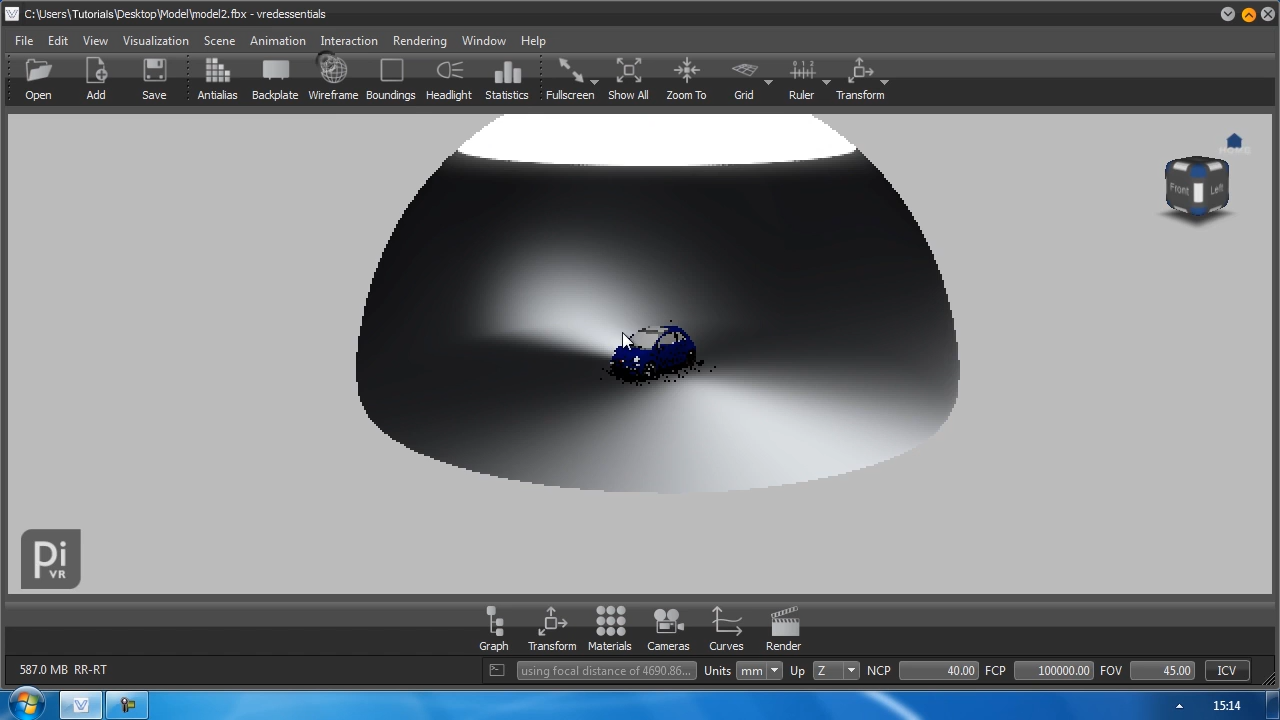 C:\Users\Tutorials\Desktop\Model\model2.fbx - vredessentials
File Edit View Visualization Scene Animation Interaction Rendering Window Help
Open Add Save Antialias Backplate Wireframe Boundings Headlight Statistics Fullscreen Show All Zoom To Grid Ruler Transform
HOME
Front Left
Pi
VR
Graph Transform Materials Cameras Curves Render
587.0 MB RR-RT using focal distance of 4690.86... Units mm Up Z NCP 40.00 FCP 100000.00 FOV 45.00 ICV
15:14